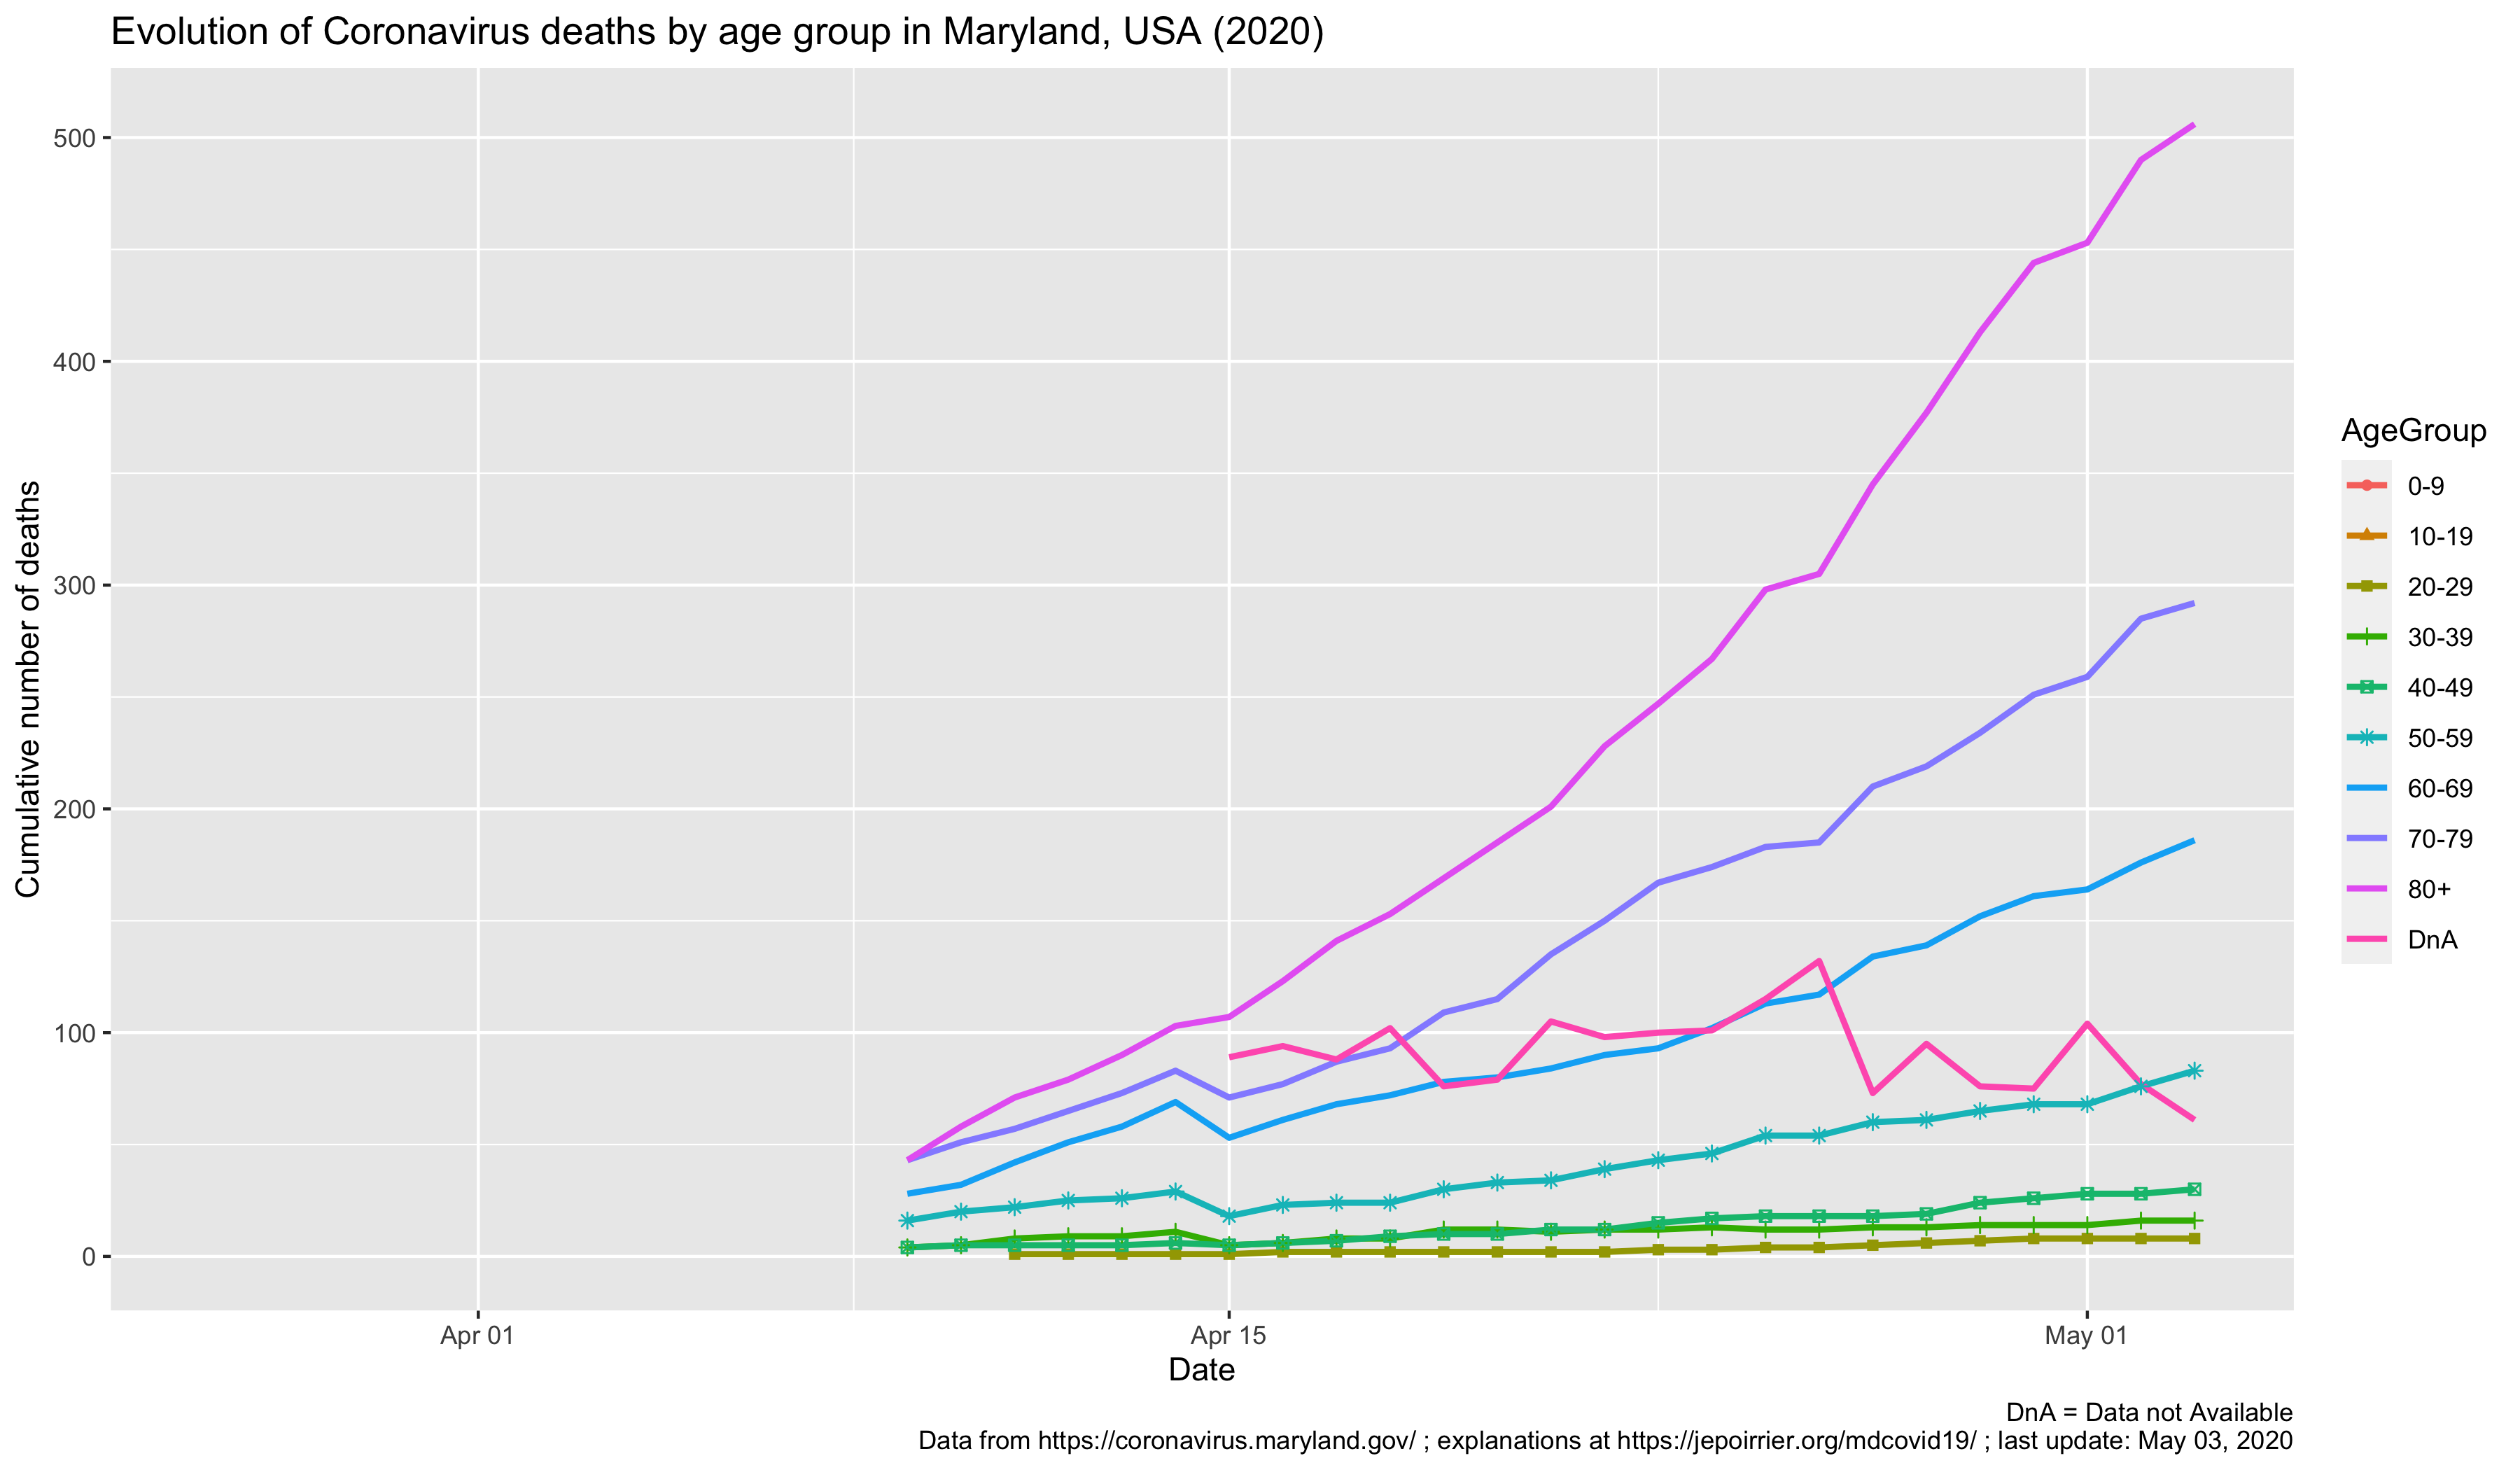 Evolution of Coronavirus deaths by age group in Maryland, USA (2020)
Cumulative number of deaths
500
400
300
200
100
0
Apr 01
Apr 15
May 01
Date
AgeGroup
0-9
10-19
20-29
30-39
40-49
50-59
60-69
70-79
80+
DnA
DnA = Data not Available
Data from https://coronavirus.maryland.gov/ ; explanations at https://jepoirrier.org/mdcovid19/ ; last update: May 03, 2020